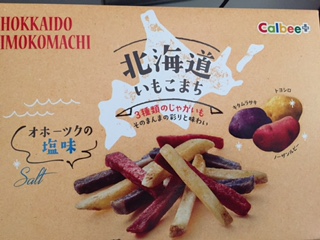 HOKKAIDO
IMOKOMACHI
Calbee+
北海道
いもこまち
3種類のじゃがいも
そのまんまの彩りと味わい
トヨシロ
キタムラサキ
ノーザンルビー
オホーツクの
塩味
Salt